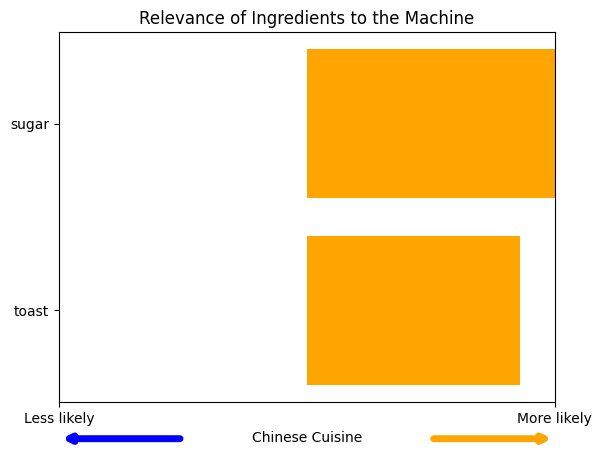 Relevance of Ingredients to the Machine
sugar
toast
Less likely
More likely
Chinese Cuisine